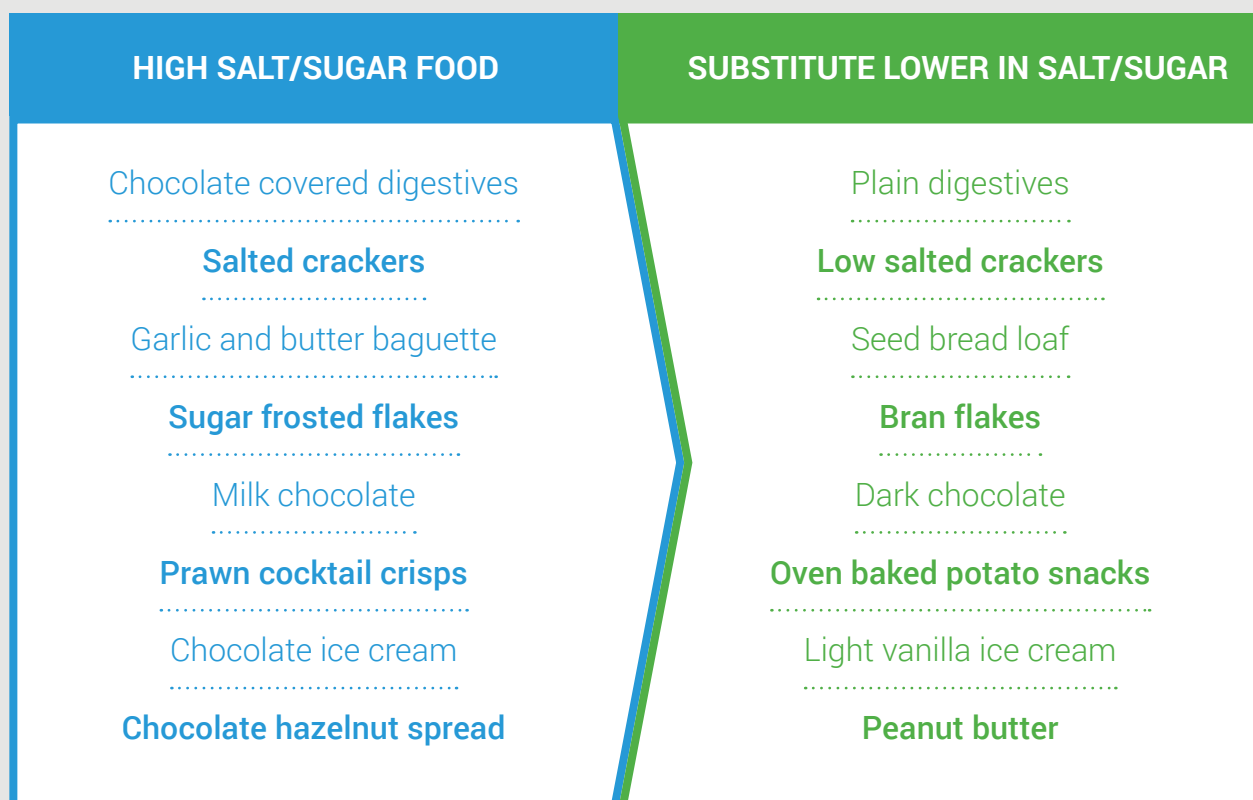 HIGH SALT/SUGAR FOOD
SUBSTITUTE LOWER IN SALT/SUGAR
Chocolate covered digestives
Plain digestives
Salted crackers
Low salted crackers
Garlic and butter baguette
Seed bread loaf
Sugar frosted flakes
Bran flakes
Milk chocolate
Dark chocolate
Prawn cocktail crisps
Oven baked potato snacks
Chocolate ice cream
Light vanilla ice cream
Chocolate hazelnut spread
Peanut butter